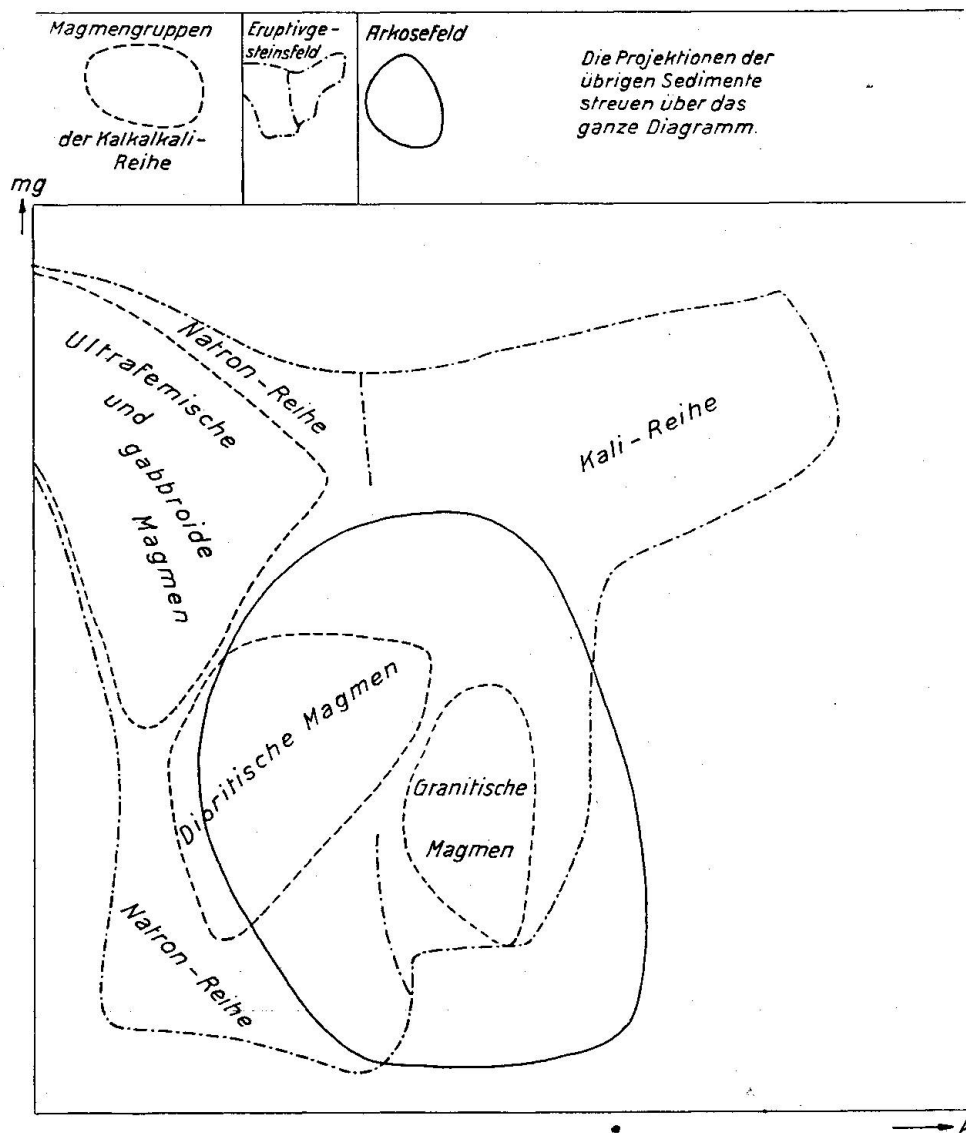 Magmengruppen
der Kalkalkali-
Reihe
Eruptivge-
steinsfeld
Arkosefeld
Die Projektionen der
übrigen Sedimente
streuen über das
ganze Diagramm.
mg
Natron-Reihe
Ultrafemische
und
gabbroide
Magmen
Kali-Reihe
Dioritische Magmen
Granitische
Magmen
Natron-Reihe